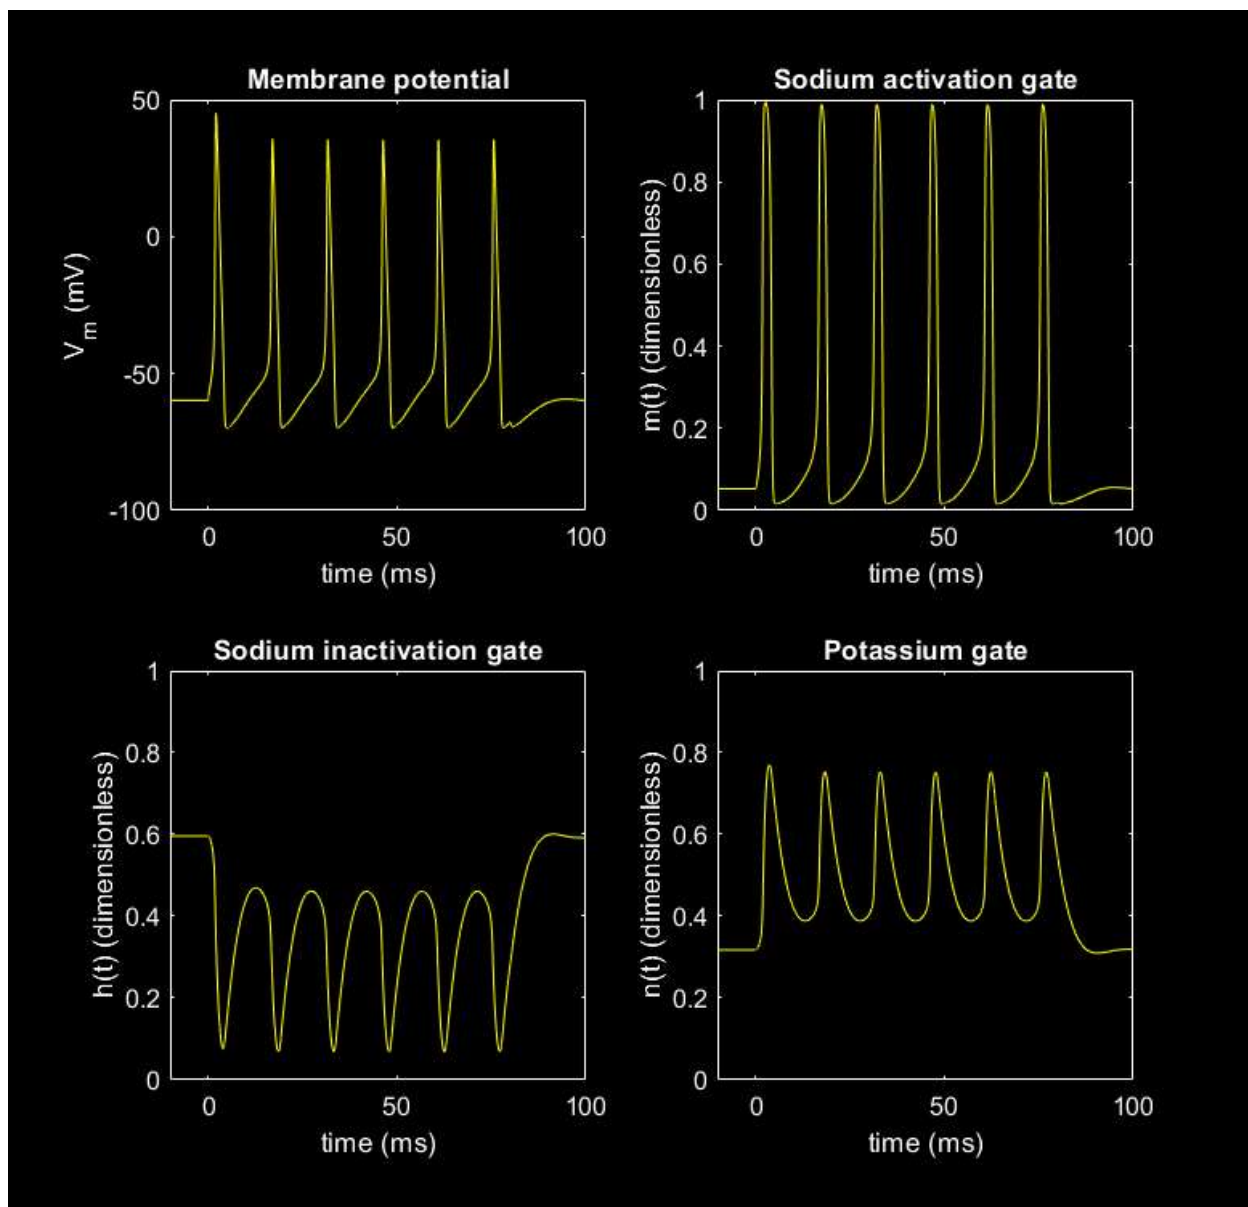 Membrane potential
50
0
-50
-100
V_m (mV)
0
50
100
time (ms)
Sodium activation gate
1
0.8
0.6
0.4
0.2
0
m(t) (dimensionless)
0
50
100
time (ms)
Sodium inactivation gate
1
0.8
0.6
0.4
0.2
0
h(t) (dimensionless)
0
50
100
time (ms)
Potassium gate
1
0.8
0.6
0.4
0.2
0
n(t) (dimensionless)
0
50
100
time (ms)